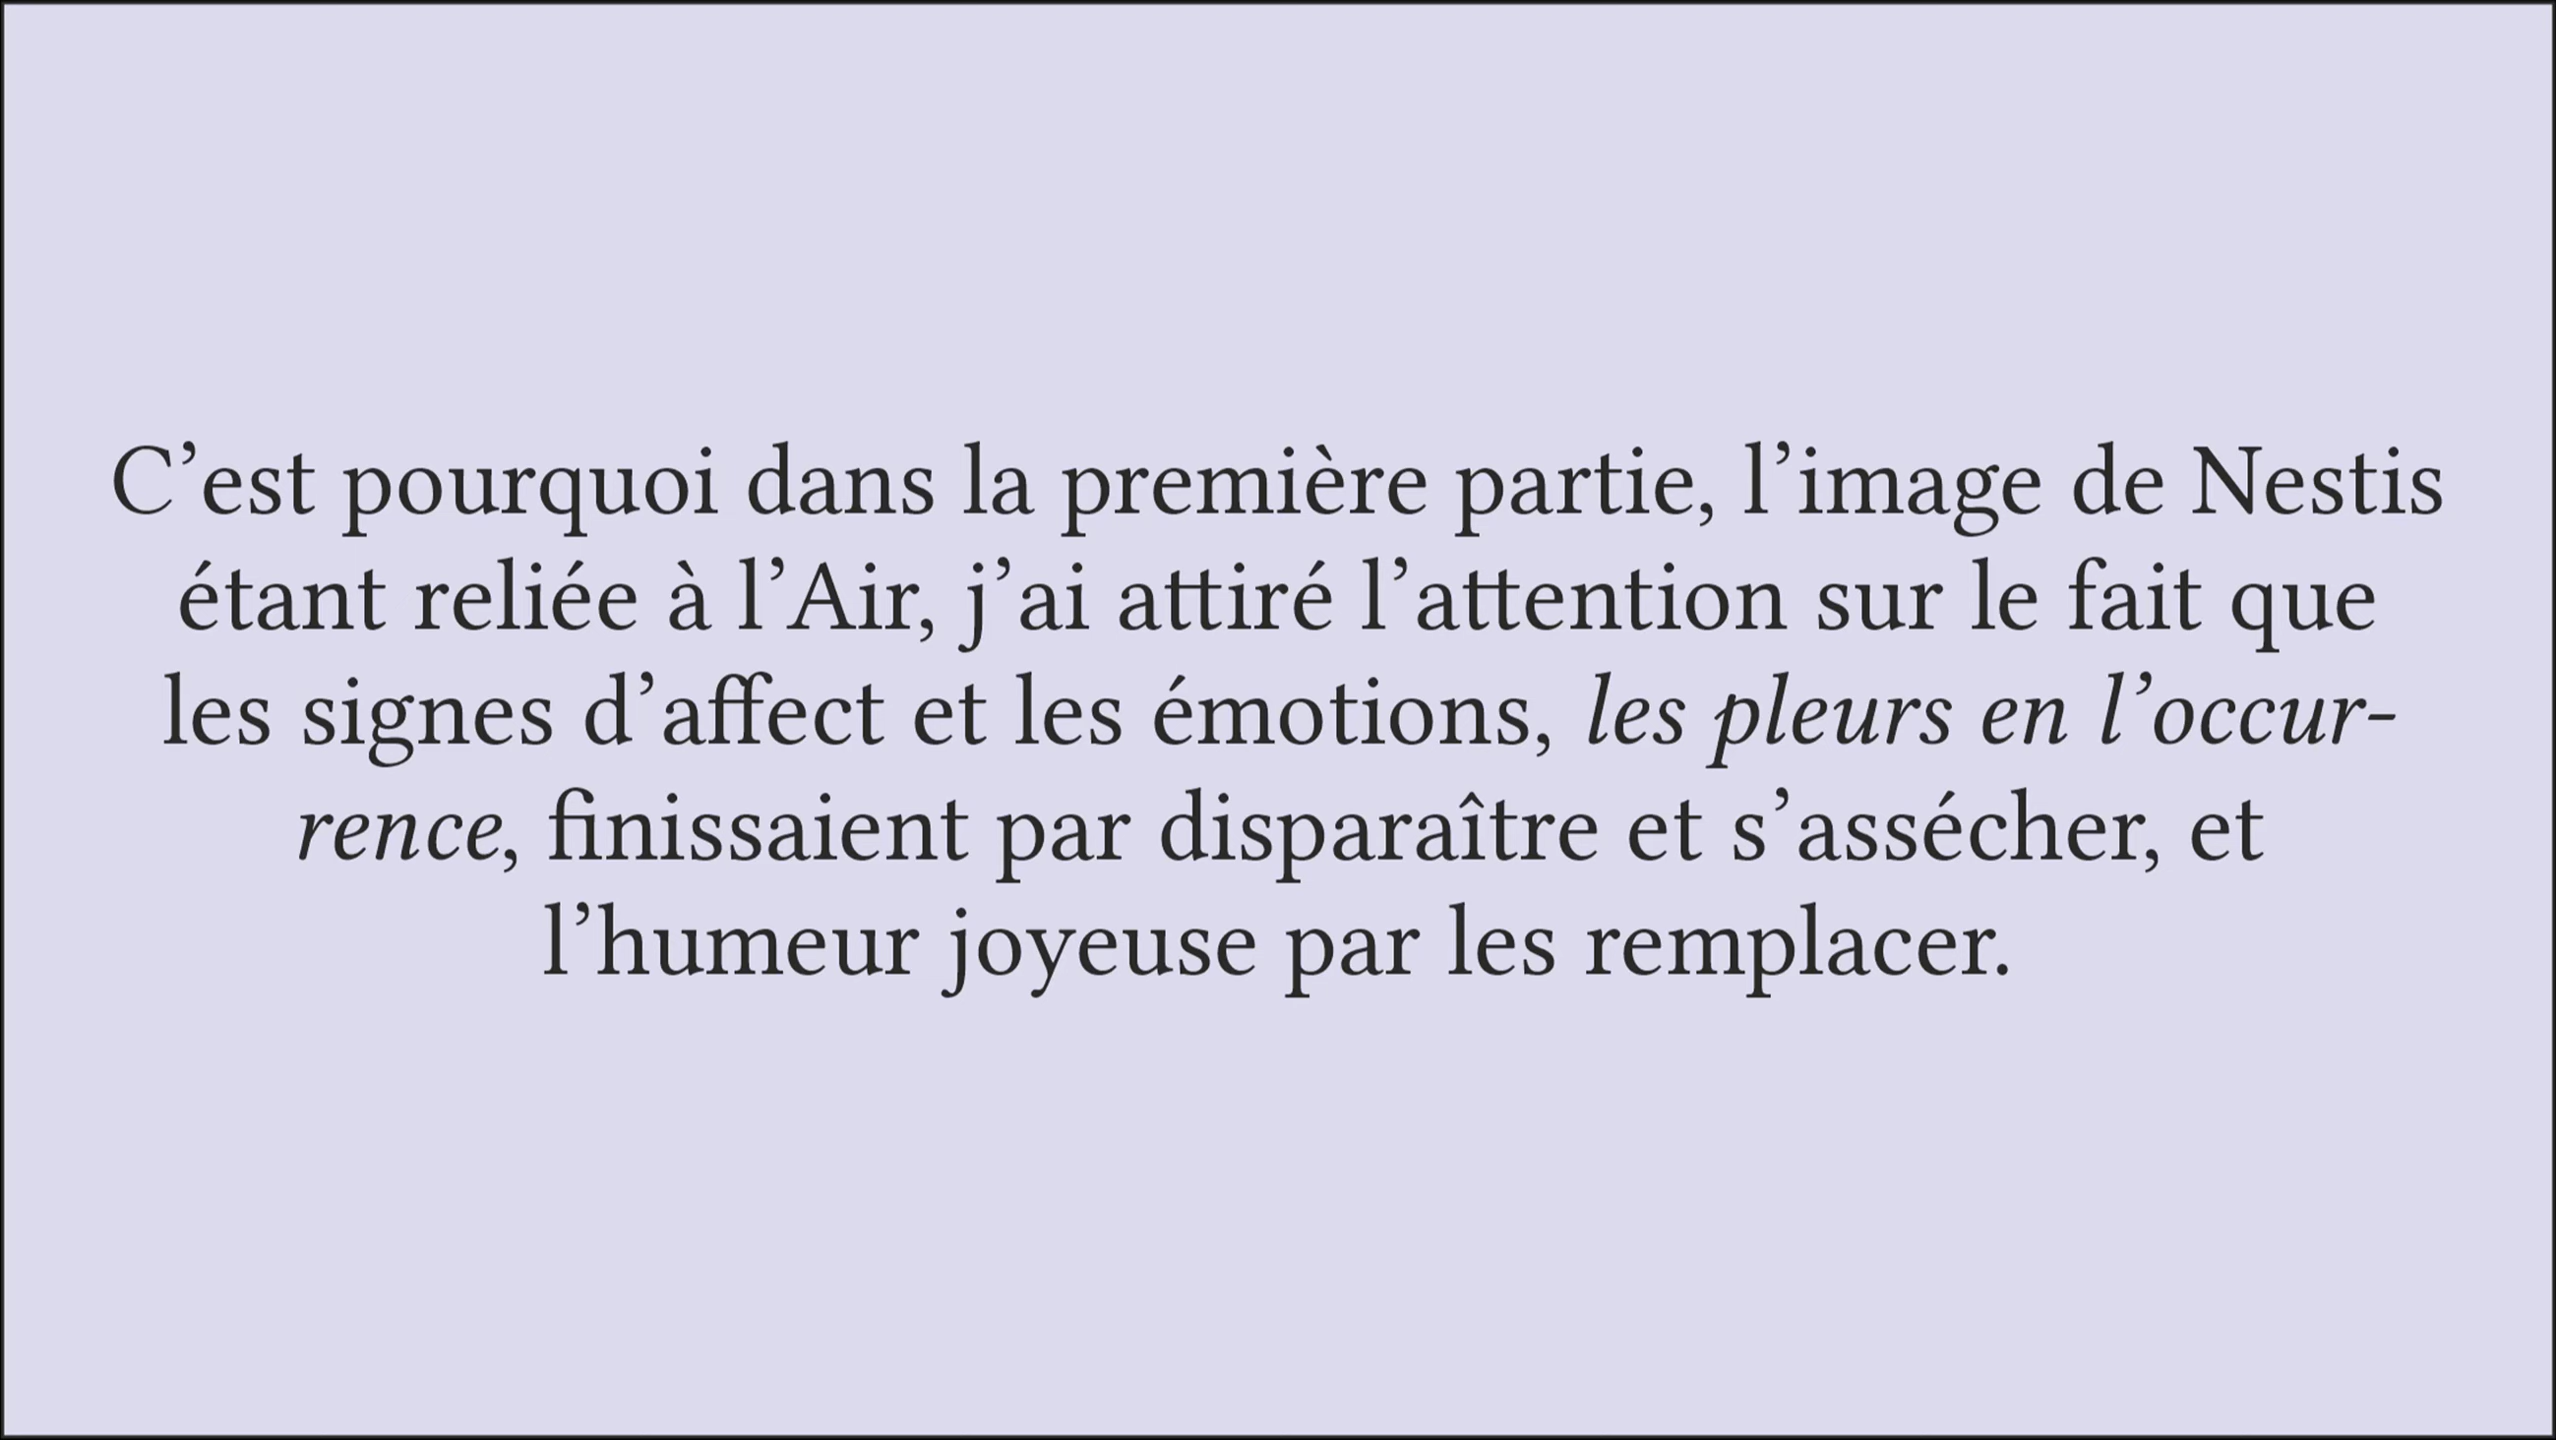 C’est pourquoi dans la première partie, l’image de Nestis
étant reliée à l’Air, j’ai attiré l’attention sur le fait que
les signes d’affect et les émotions, les pleurs en l’occur-
rence, finissaient par disparaître et s’assécher, et
l’humeur joyeuse par les remplacer.